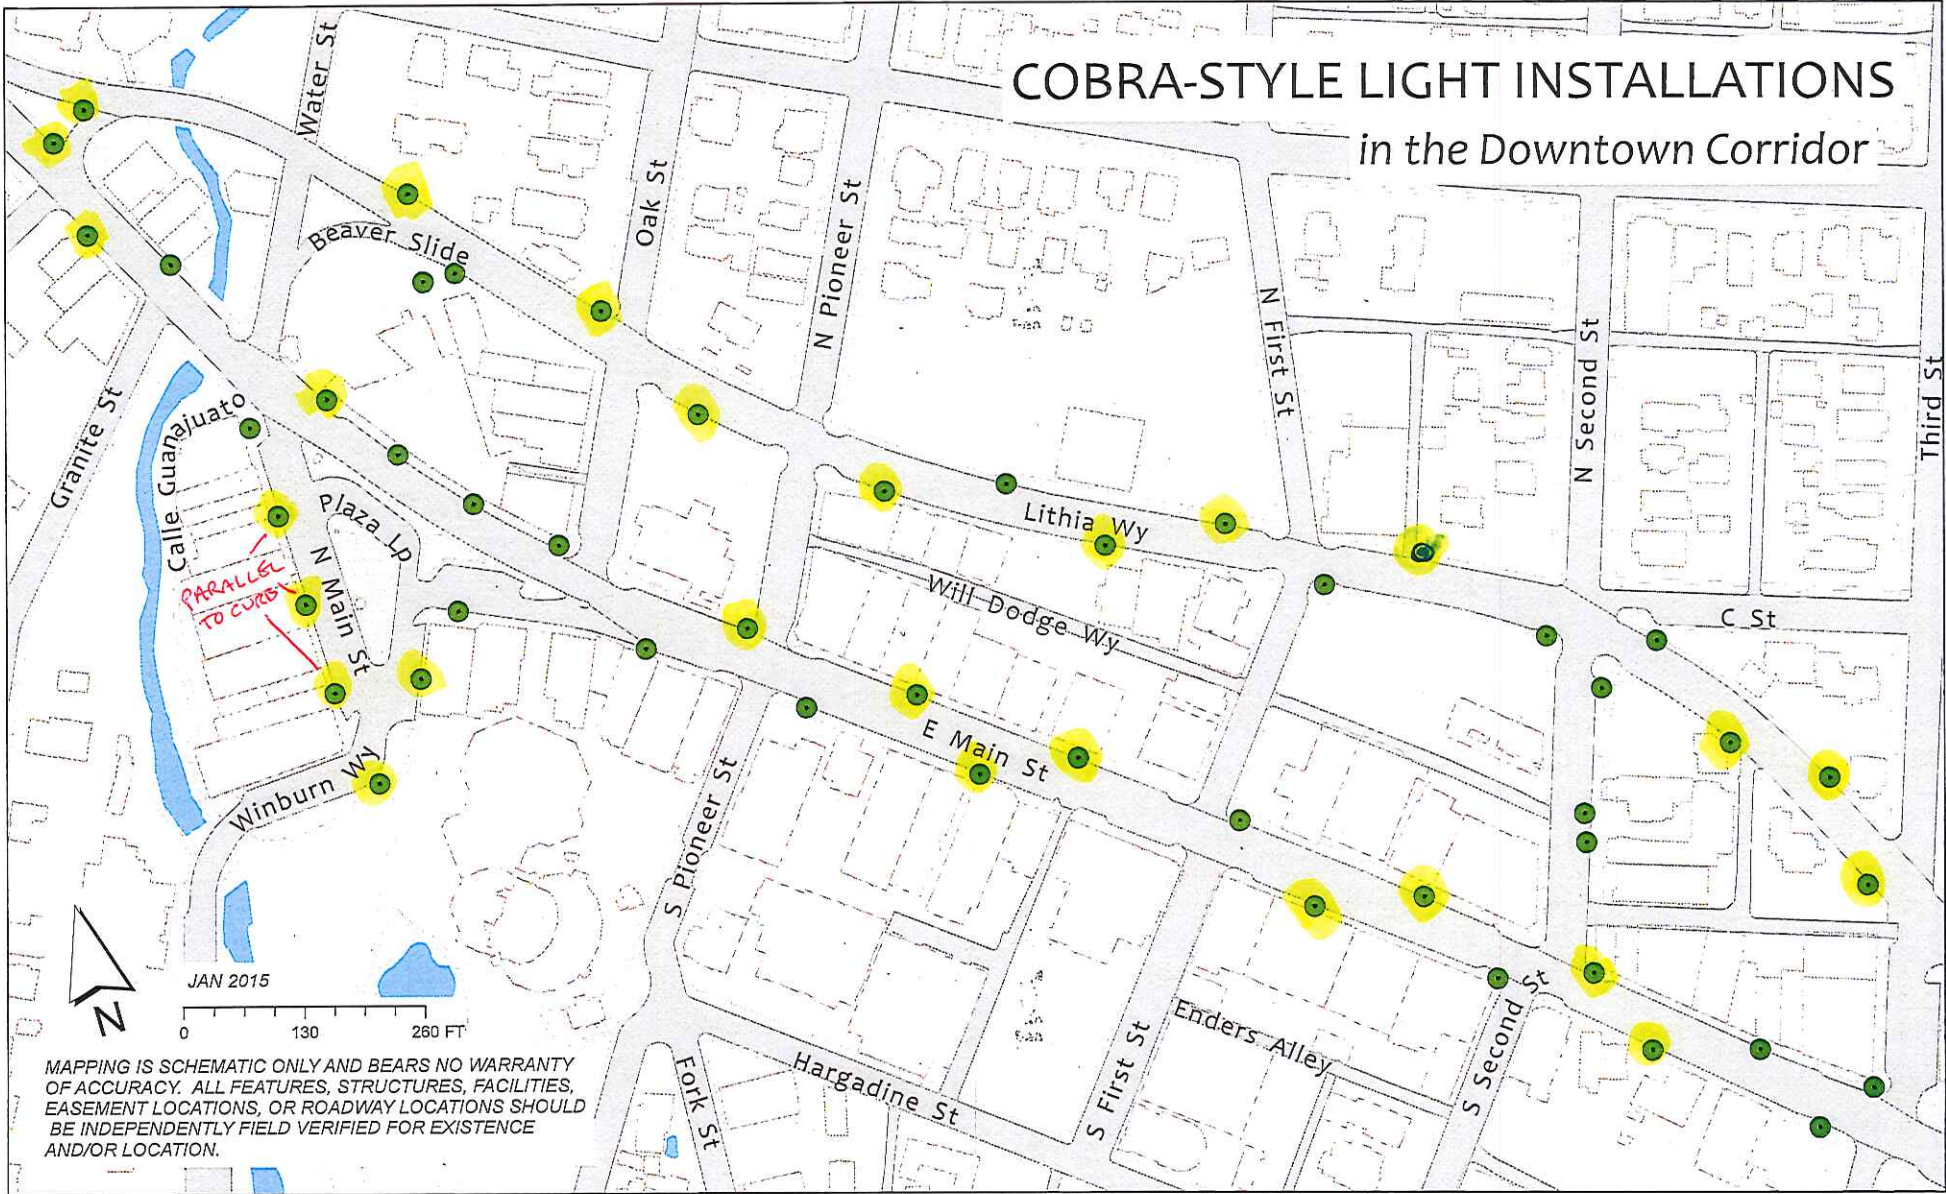 COBRA-STYLE LIGHT INSTALLATIONS
in the Downtown Corridor
Water St
Oak St
N Pioneer St
Beaver Slide
N First St
N Second St
Third St
Granite St
Calle Guanajuato
Plaza Lp
N Main St
PARALLEL
TO CURB
Lithia Wy
Will Dodge Wy
C St
E Main St
Winburn Wy
S Pioneer St
Enders Alley
S First St
S Second St
Hargadine St
Fork St
N
JAN 2015
0 130 260 FT
MAPPING IS SCHEMATIC ONLY AND BEARS NO WARRANTY
OF ACCURACY. ALL FEATURES, STRUCTURES, FACILITIES,
EASEMENT LOCATIONS, OR ROADWAY LOCATIONS SHOULD
BE INDEPENDENTLY FIELD VERIFIED FOR EXISTENCE
AND/OR LOCATION.